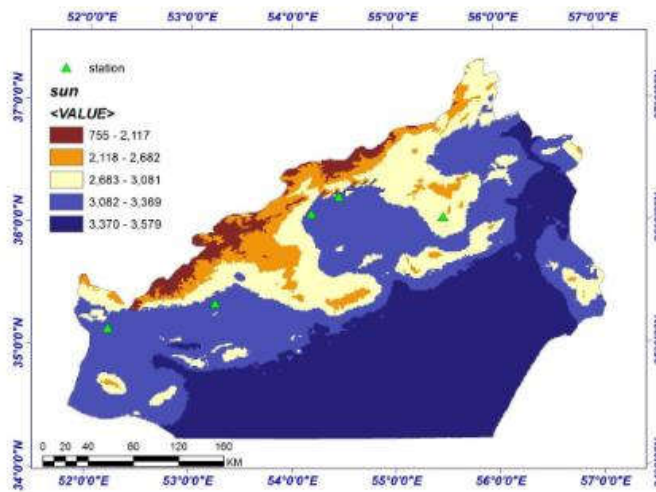 52°0'0"E 53°0'0"E 54°0'0"E 55°0'0"E 56°0'0"E 57°0'0"E
station
sun
<VALUE>
755 - 2,117
2,118 - 2,682
2,683 - 3,081
3,082 - 3,369
3,370 - 3,579
37°0'0"N
36°0'0"N
35°0'0"N
34°0'0"N
0 20 40 80 120 160
KM
52°0'0"E 53°0'0"E 54°0'0"E 55°0'0"E 56°0'0"E 57°0'0"E